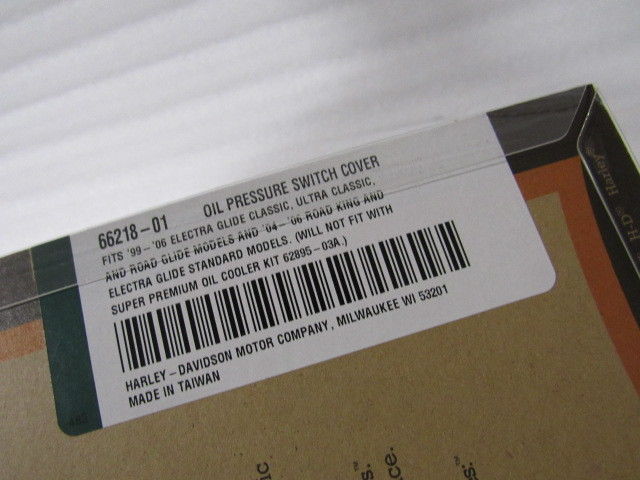 66218-01 OIL PRESSURE SWITCH COVER
FITS '99-'06 ELECTRA GLIDE CLASSIC, ULTRA CLASSIC,
AND ROAD GLIDE MODELS AND '04-'06 ROAD KING AND
ELECTRA GLIDE STANDARD MODELS. (WILL NOT FIT WITH
SUPER PREMIUM OIL COOLER KIT 62895-03A.)
HARLEY-DAVIDSON MOTOR COMPANY, MILWAUKEE WI 53201
MADE IN TAIWAN
H-D® Harley®